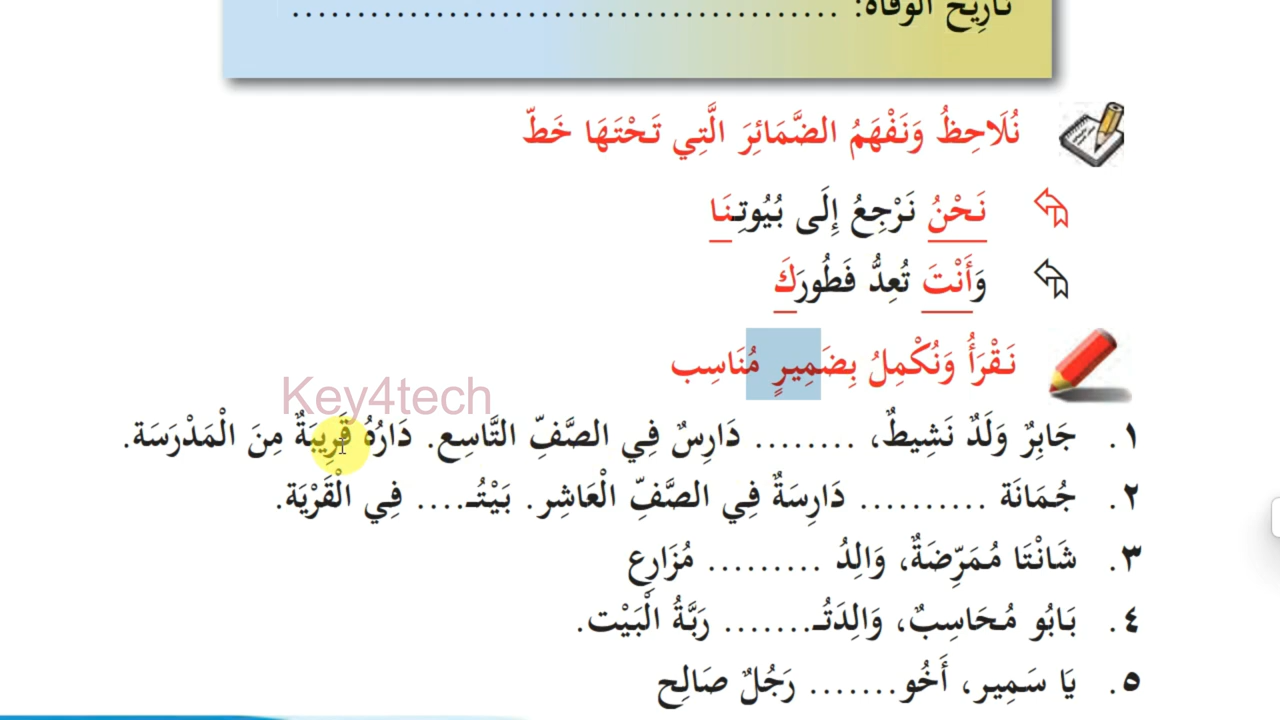 تَارِيخُ الْوَفَاة: ........................................
نُلَاحِظُ وَنَفْهَمُ الضَّمَائِرَ الَّتِي تَحْتَهَا خَطّ
نَحْنُ نَرْجِعُ إِلَى بُيُوتِنَا
وَأَنْتَ تُعِدُّ فَطُورَكَ
نَقْرَأُ وَنُكْمِلُ بِضَمِيرٍ مُنَاسِب
Key4tech
١. جَابِرٌ وَلَدٌ نَشِيطٌ، ........ دَارِسٌ فِي الصَّفِّ التَّاسِع. دَارُهُ قَرِيبَةٌ مِنَ الْمَدْرَسَة.
٢. جُمَانَة .......... دَارِسَةٌ فِي الصَّفِّ الْعَاشِر. بَيْتُـ.... فِي الْقَرْيَة.
٣. شَانْتَا مُمَرِّضَةٌ، وَالِدُ ......... مُزَارِع
٤. بَابُو مُحَاسِبٌ، وَالِدَتُـ....... رَبَّةُ الْبَيْت.
٥. يَا سَمِير، أَخُو....... رَجُلٌ صَالِح